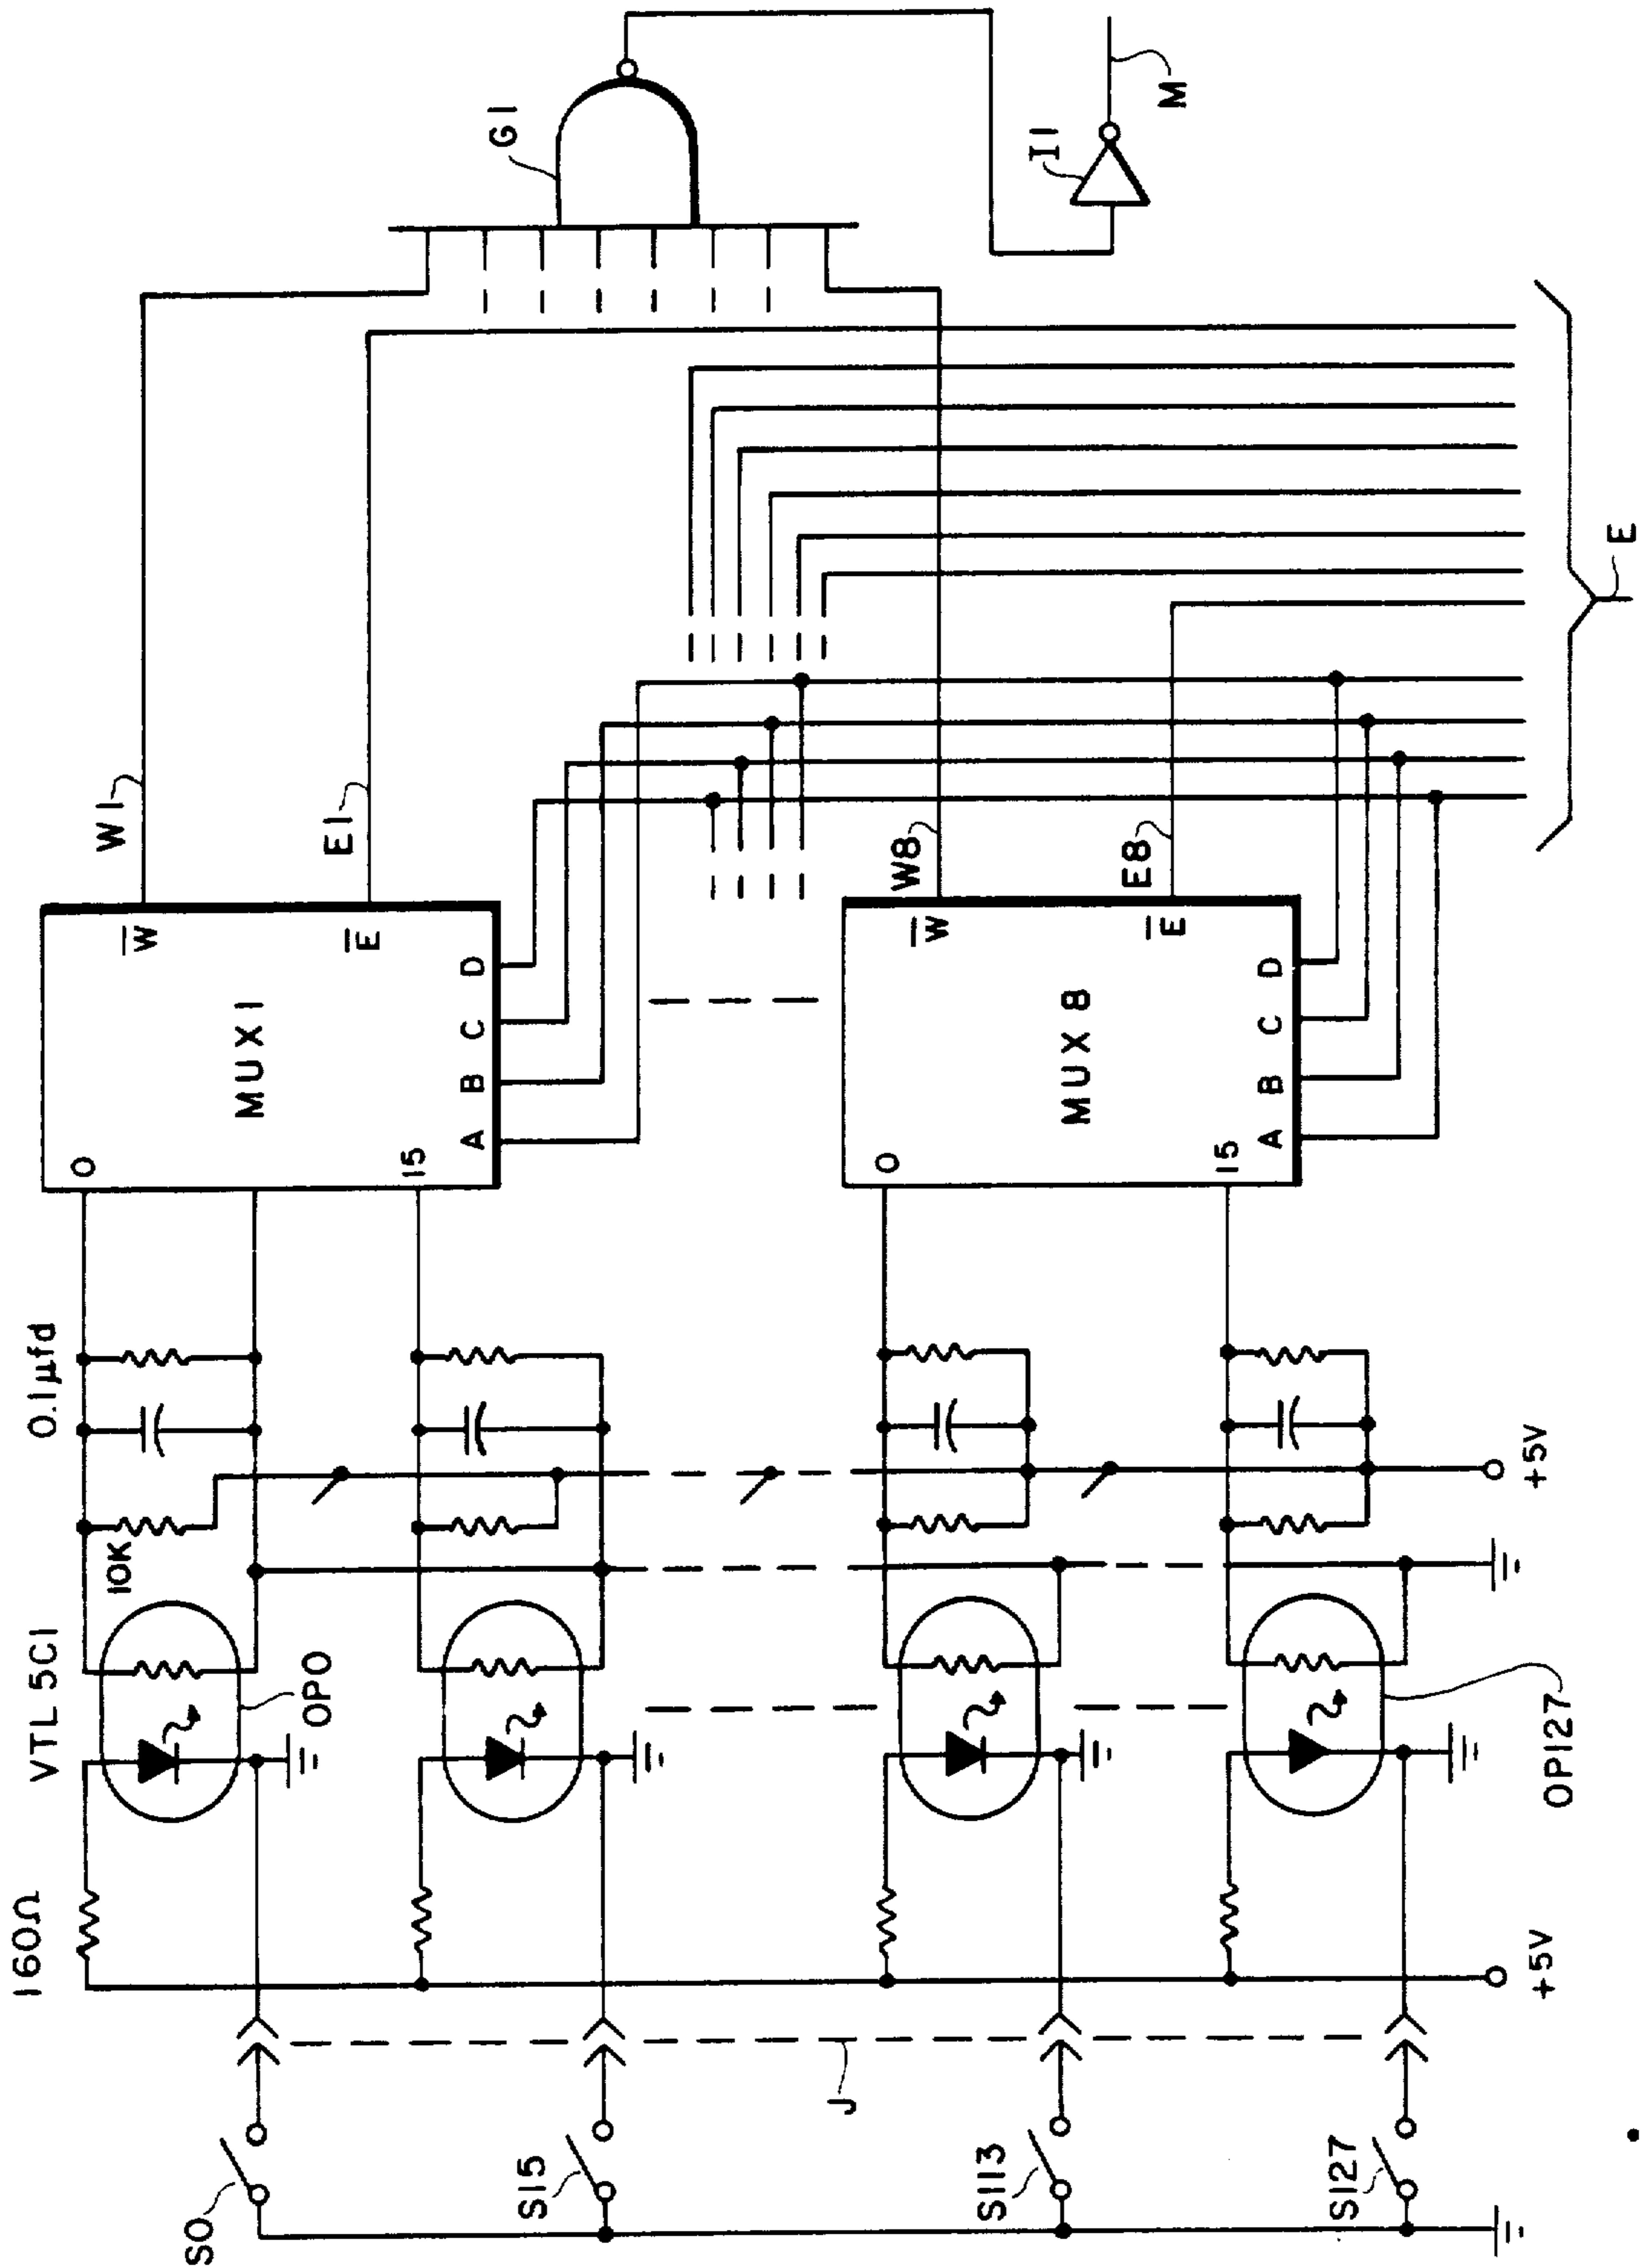 160Ω
VTL 5C1
0.1µfd
10K
OP0
S0
S15
S113
S127
J
+5V
OP127
+5V
0
15
MUX1
A
B
C
D
W
E
W1
E1
0
15
MUX8
A
B
C
D
W
E
W8
E8
G1
I1
M
E